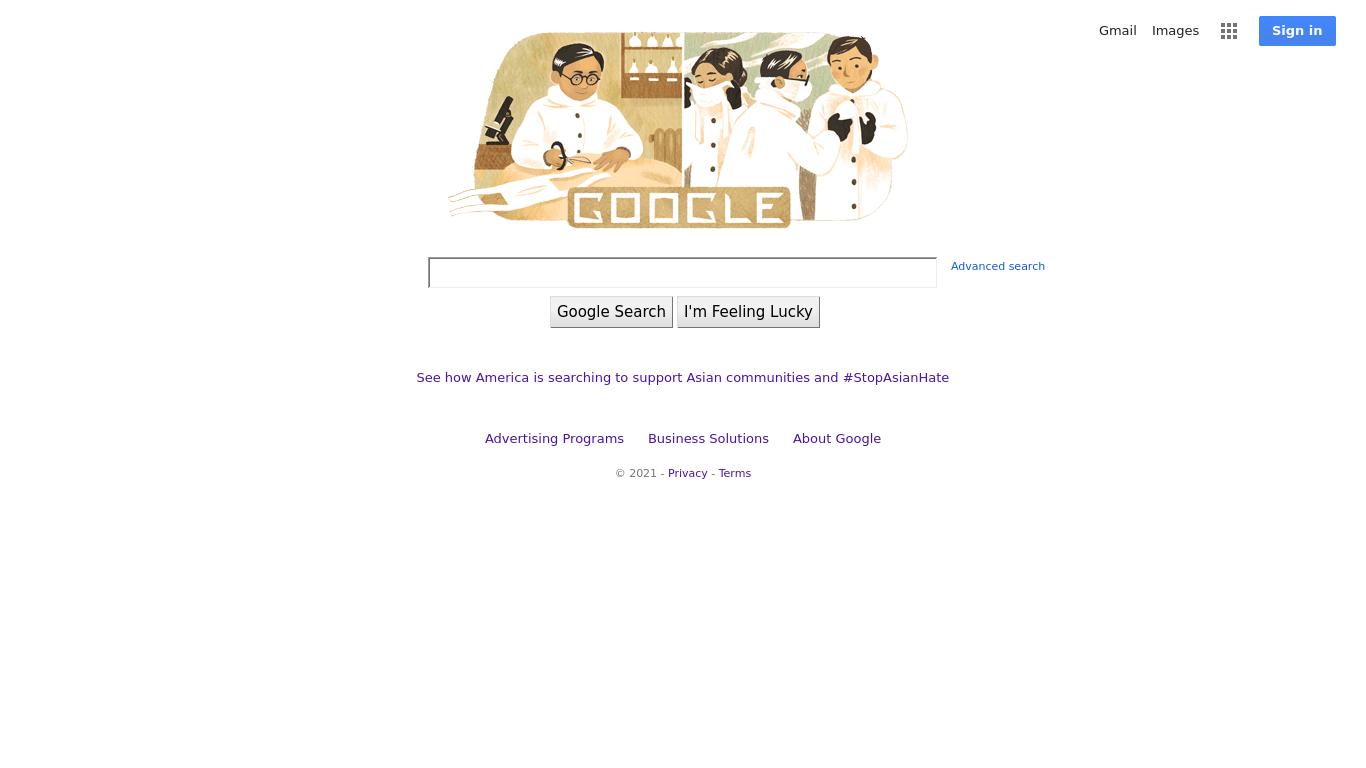 Gmail Images Sign in
GOOGLE
Advanced search
Google Search I'm Feeling Lucky
See how America is searching to support Asian communities and #StopAsianHate
Advertising Programs Business Solutions About Google
© 2021 - Privacy - Terms